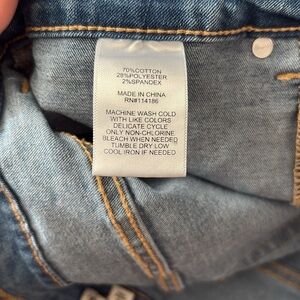 70%COTTON
28%POLYESTER
2%SPANDEX
MADE IN CHINA
RN#114186
MACHINE WASH COLD
WITH LIKE COLORS
DELICATE CYCLE
ONLY NON-CHLORINE
BLEACH WHEN NEEDED
TUMBLE DRY LOW
COOL IRON IF NEEDED